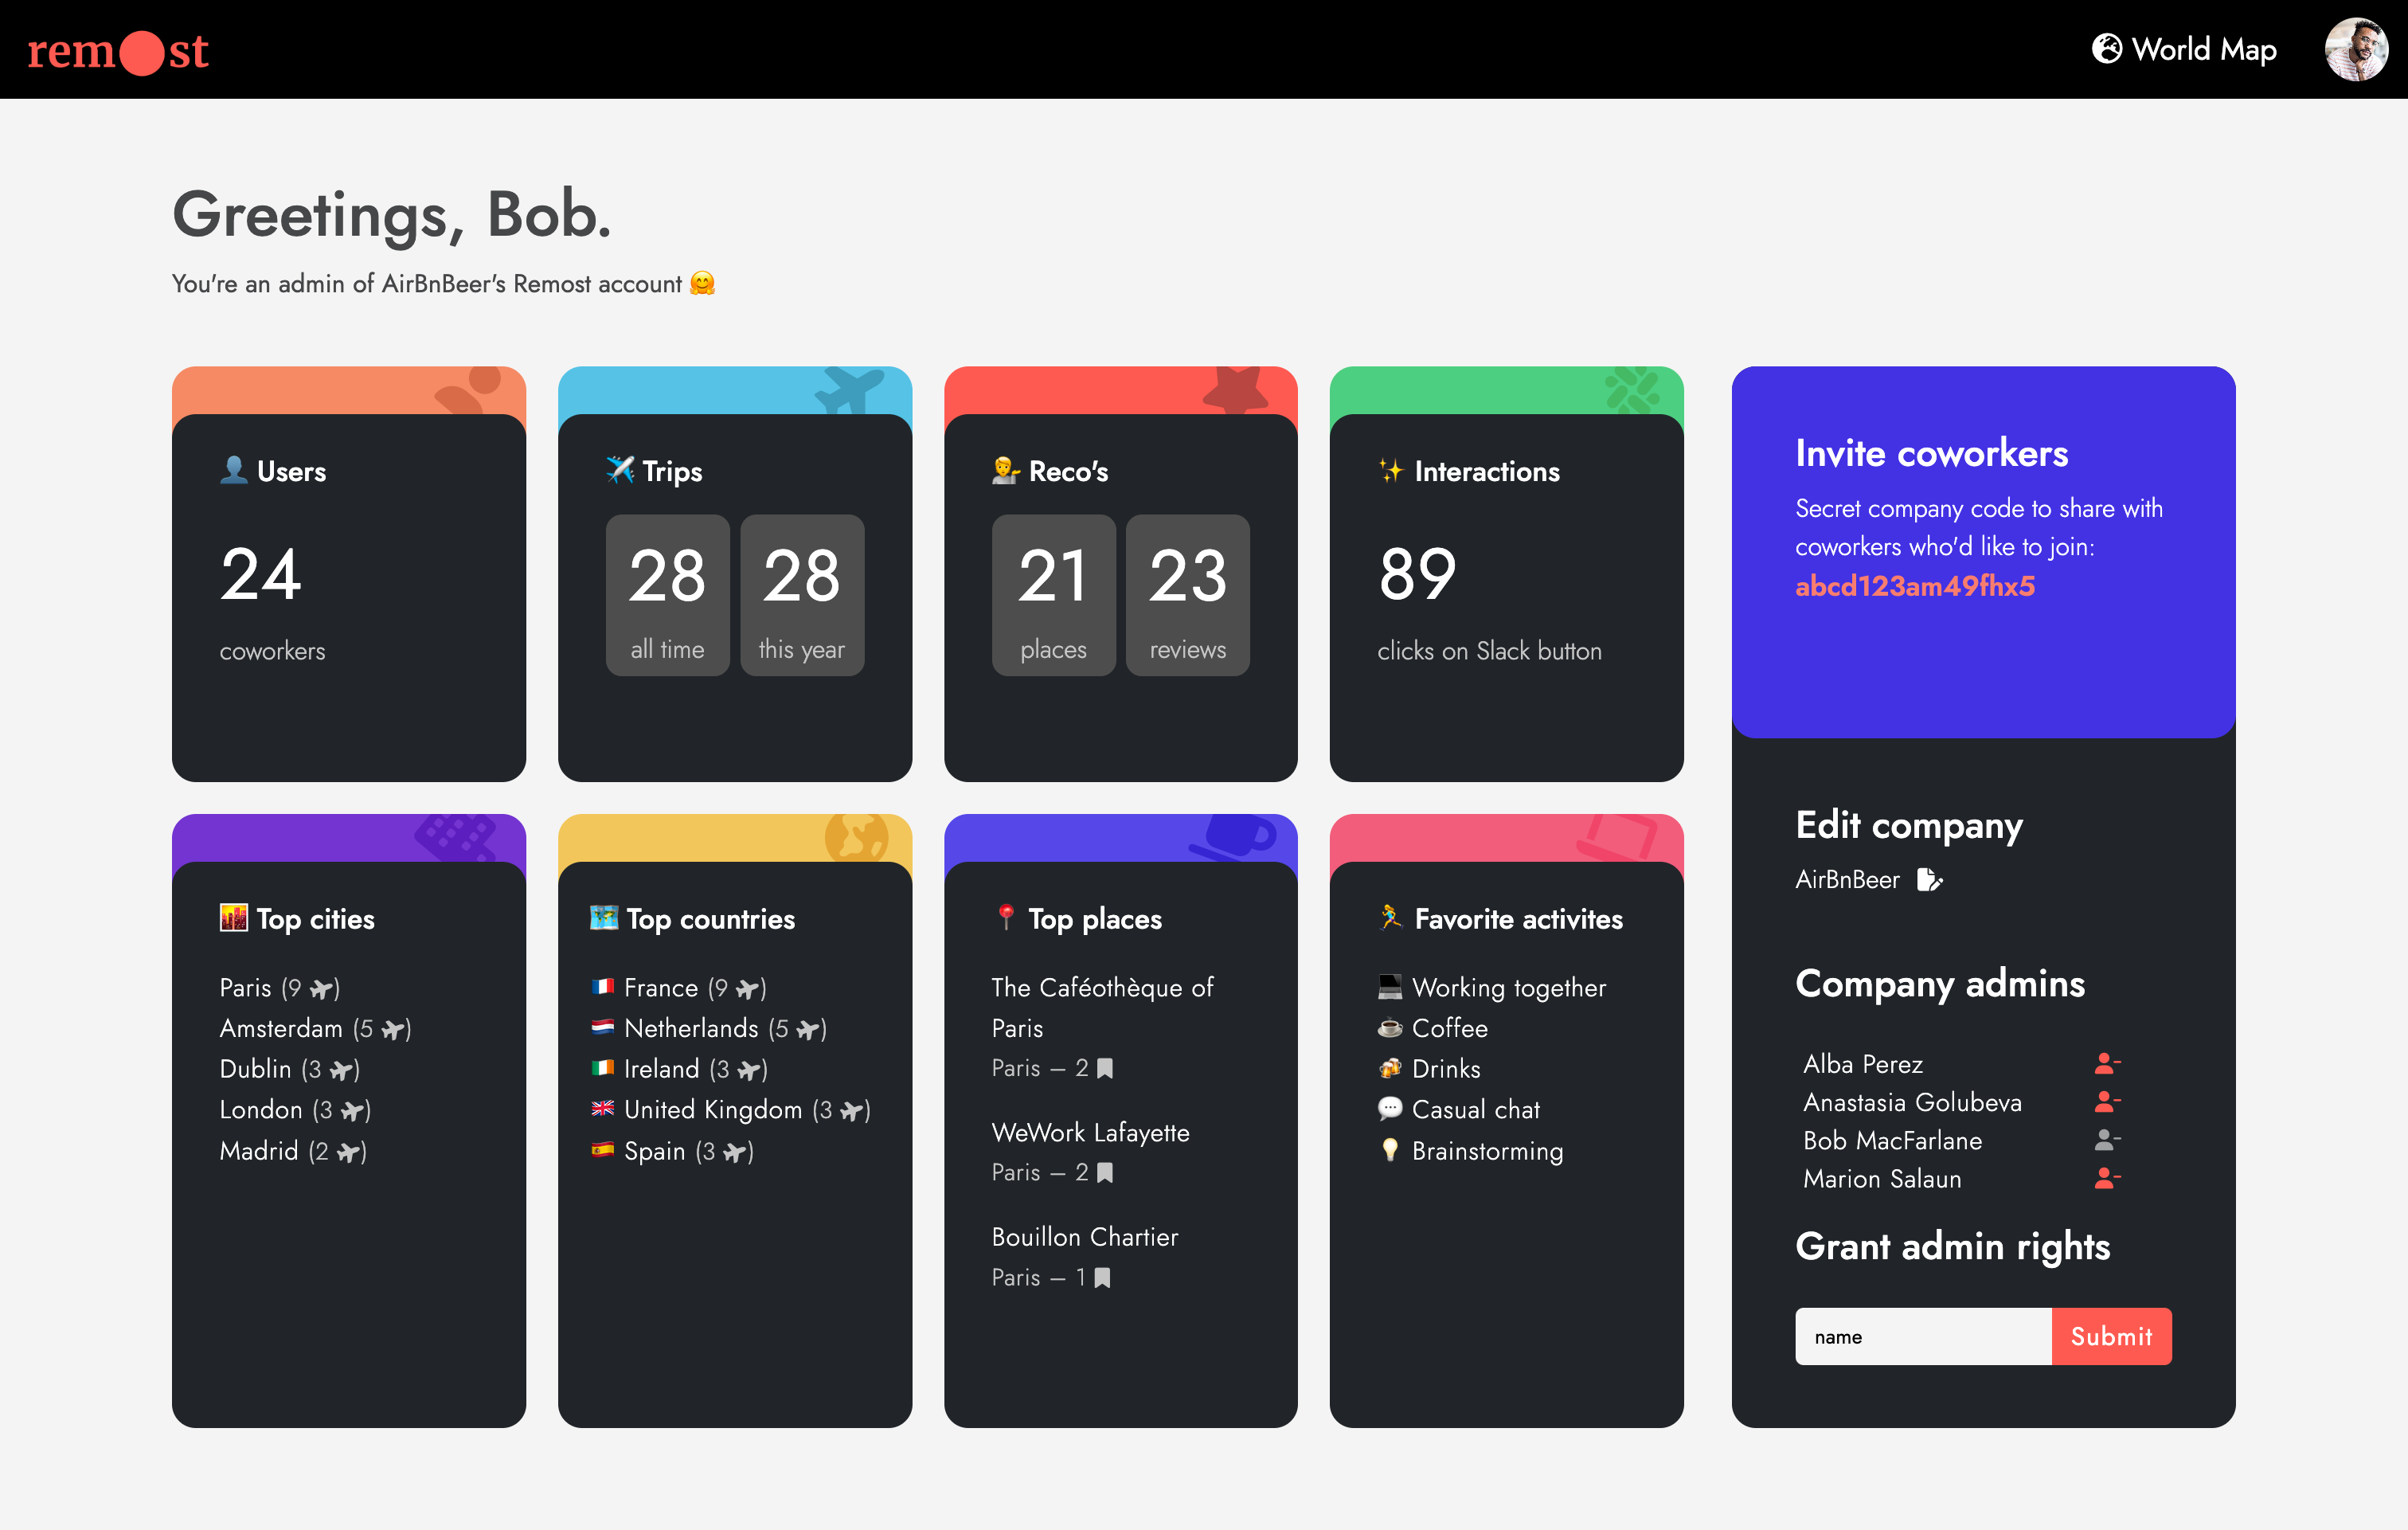 remost
World Map
Greetings, Bob.
You're an admin of AirBnBeer's Remost account 🤗
👤 Users
24
coworkers
✈️ Trips
28
all time
28
this year
💁 Reco's
21
places
23
reviews
✨ Interactions
89
clicks on Slack button
Invite coworkers
Secret company code to share with
coworkers who'd like to join:
abcd123am49fhx5
🌇 Top cities
Paris (9)
Amsterdam (5)
Dublin (3)
London (3)
Madrid (2)
🗺️ Top countries
🇫🇷 France (9)
🇳🇱 Netherlands (5)
🇮🇪 Ireland (3)
🇬🇧 United Kingdom (3)
🇪🇸 Spain (3)
📍 Top places
The Caféothèque of
Paris
Paris – 2
WeWork Lafayette
Paris – 2
Bouillon Chartier
Paris – 1
🏃 Favorite activites
💻 Working together
☕ Coffee
🍻 Drinks
💬 Casual chat
💡 Brainstorming
Edit company
AirBnBeer
Company admins
Alba Perez
Anastasia Golubeva
Bob MacFarlane
Marion Salaun
Grant admin rights
name
Submit